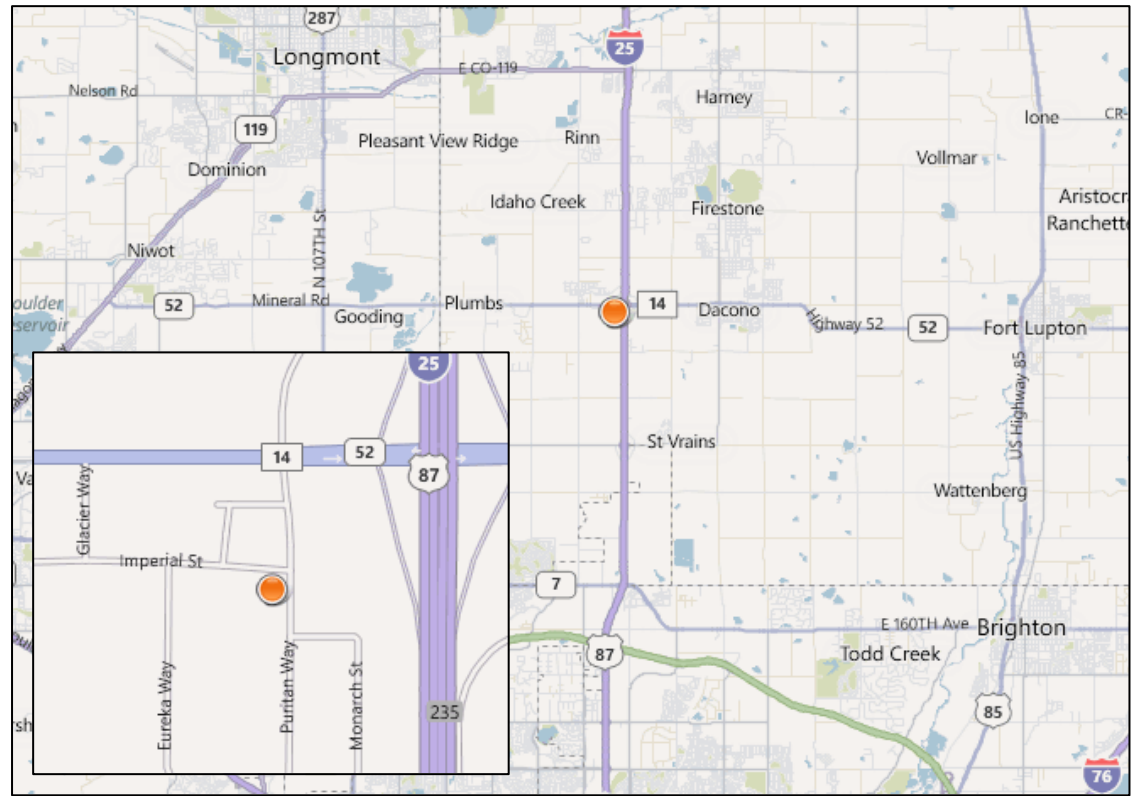 287
Longmont
25
E CO-119
Nelson Rd
Harney
Ione
CR-
119
Pleasant View Ridge
Rinn
Vollmar
Dominion
Idaho Creek
Firestone
Aristocr
Ranchette
N 107TH St
Niwot
52
Mineral Rd
Gooding
Plumbs
14
Dacono
Highway 52
52
Fort Lupton
US Highway 85
St Vrains
Wattenberg
7
E 160TH Ave
Brighton
Todd Creek
87
85
76
25
14
52
87
Glacier Way
Imperial St
Eureka Way
Puritan Way
Monarch St
235